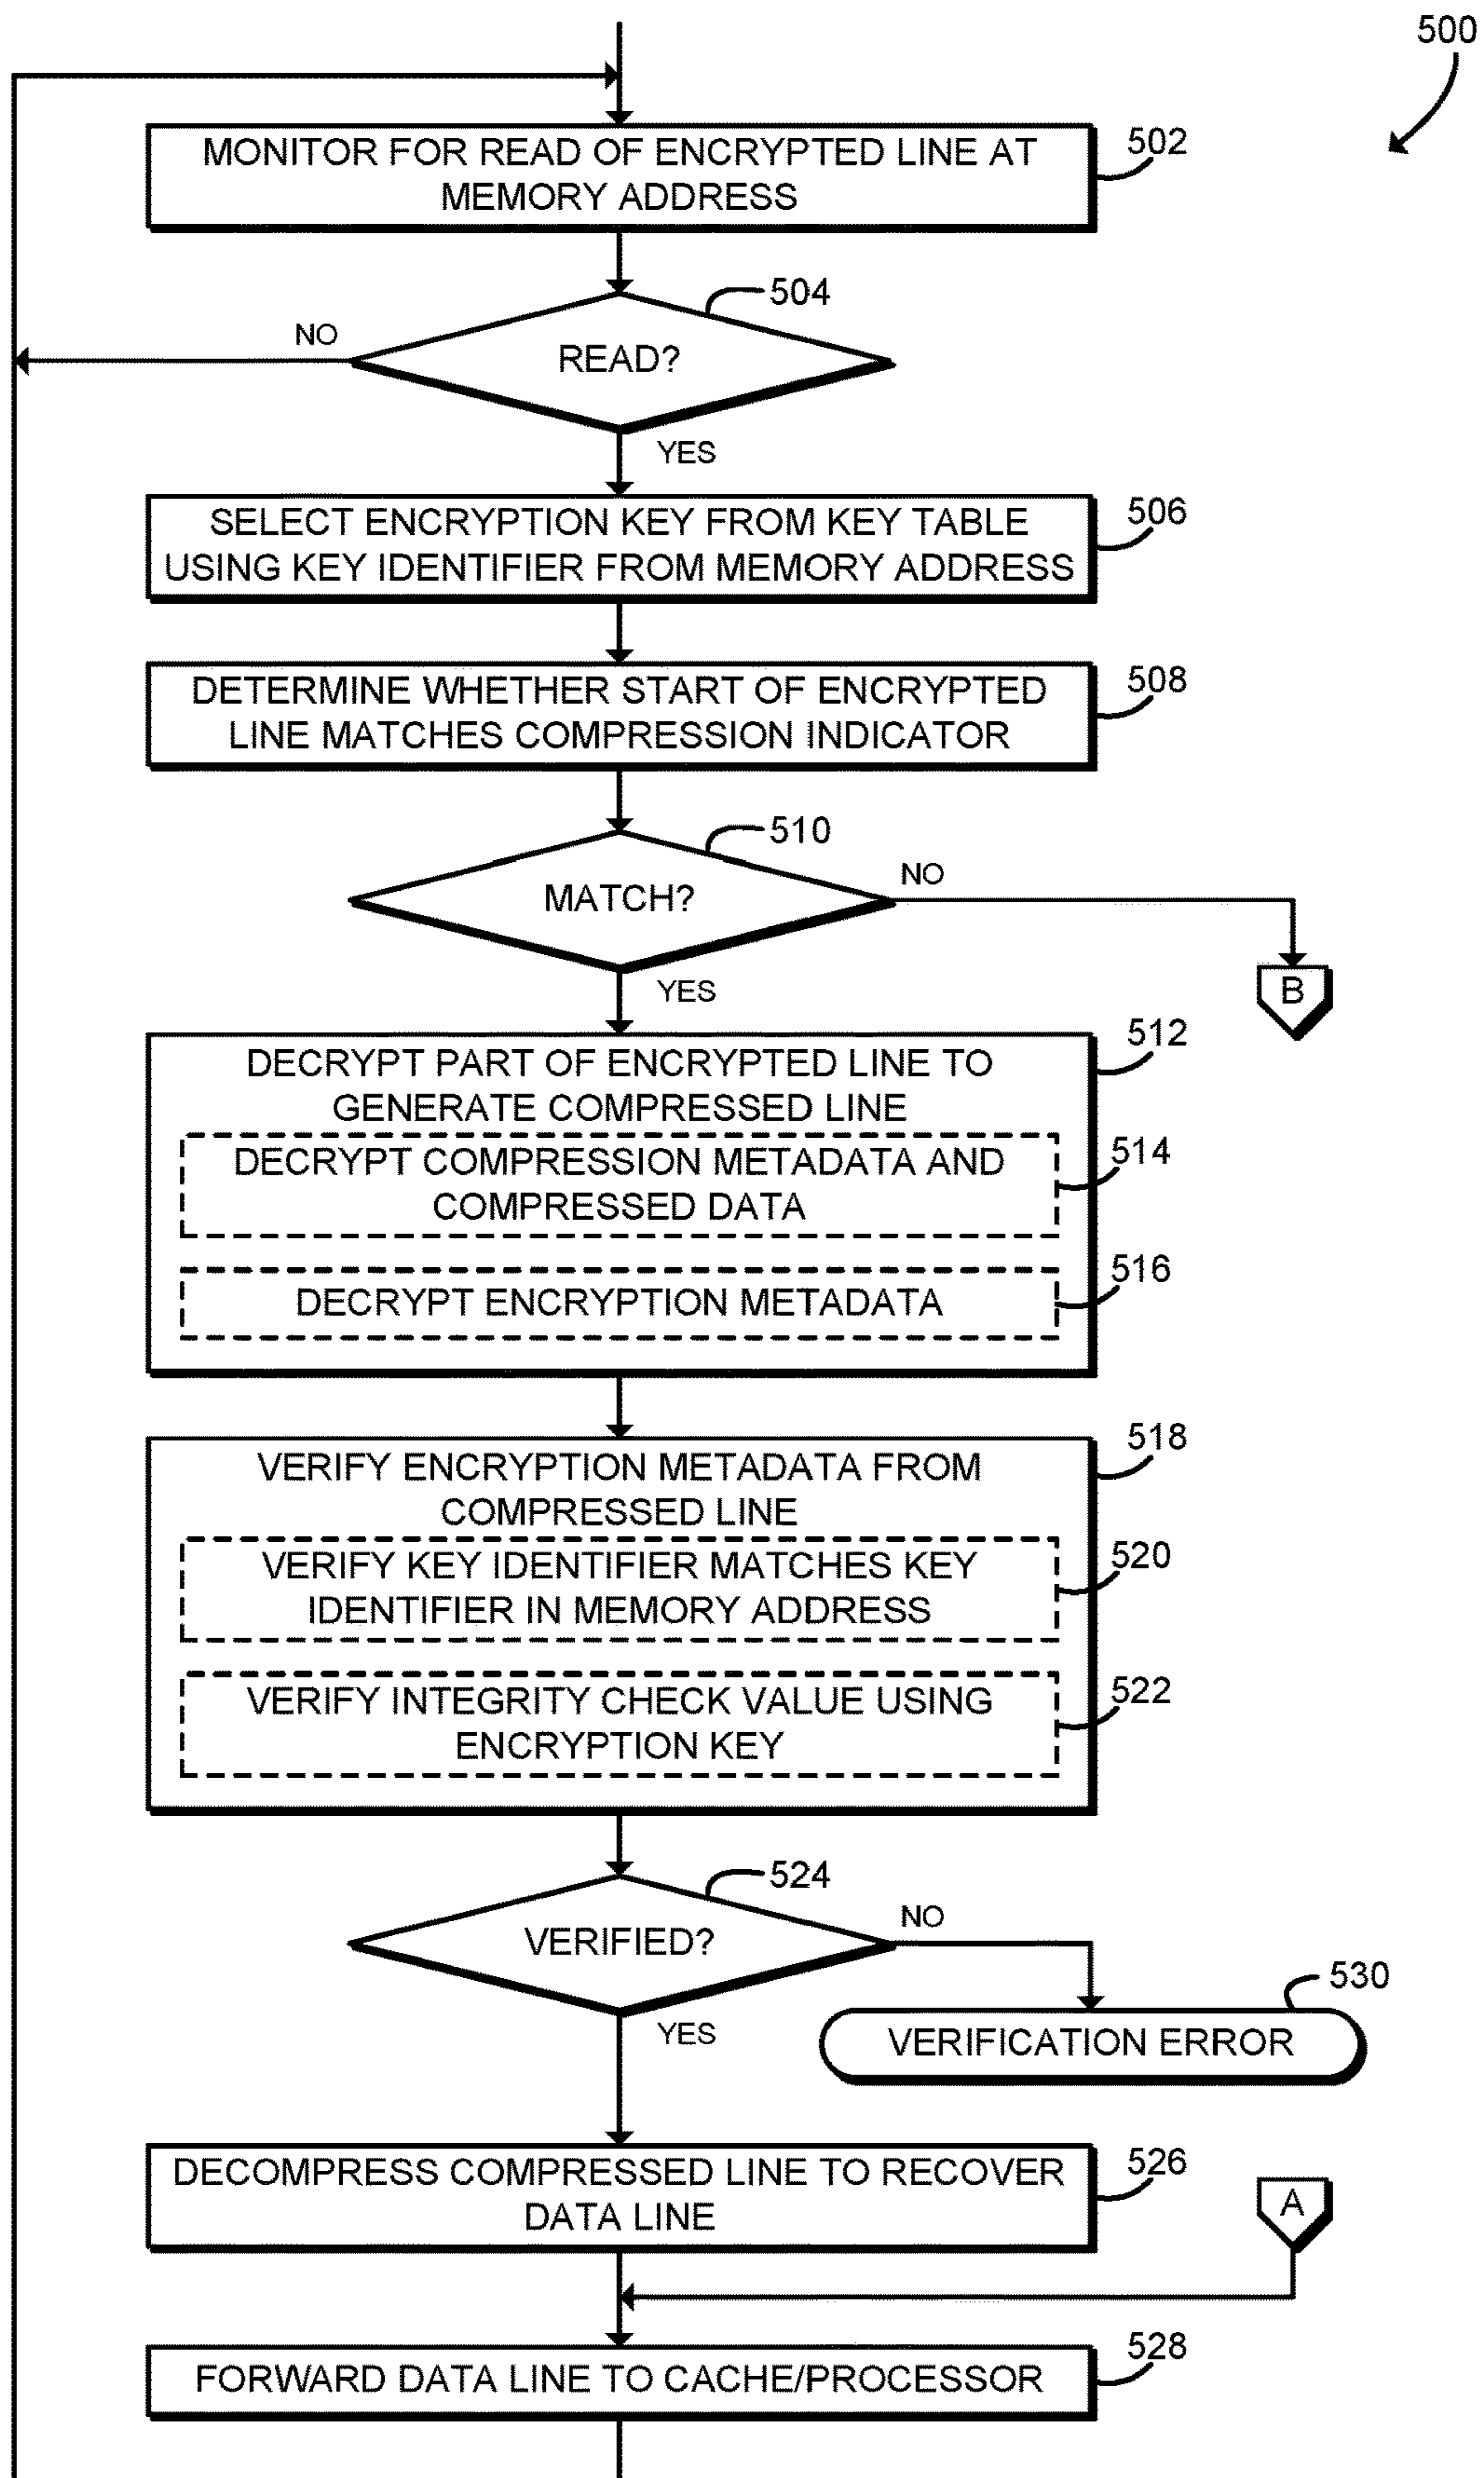 500
MONITOR FOR READ OF ENCRYPTED LINE AT
MEMORY ADDRESS
502
504
READ?
NO
YES
SELECT ENCRYPTION KEY FROM KEY TABLE
USING KEY IDENTIFIER FROM MEMORY ADDRESS
506
DETERMINE WHETHER START OF ENCRYPTED
LINE MATCHES COMPRESSION INDICATOR
508
510
MATCH?
NO
B
YES
DECRYPT PART OF ENCRYPTED LINE TO
GENERATE COMPRESSED LINE
512
DECRYPT COMPRESSION METADATA AND
COMPRESSED DATA
514
DECRYPT ENCRYPTION METADATA
516
VERIFY ENCRYPTION METADATA FROM
COMPRESSED LINE
518
VERIFY KEY IDENTIFIER MATCHES KEY
IDENTIFIER IN MEMORY ADDRESS
520
VERIFY INTEGRITY CHECK VALUE USING
ENCRYPTION KEY
522
524
VERIFIED?
NO
530
VERIFICATION ERROR
YES
DECOMPRESS COMPRESSED LINE TO RECOVER
DATA LINE
526
A
FORWARD DATA LINE TO CACHE/PROCESSOR
528